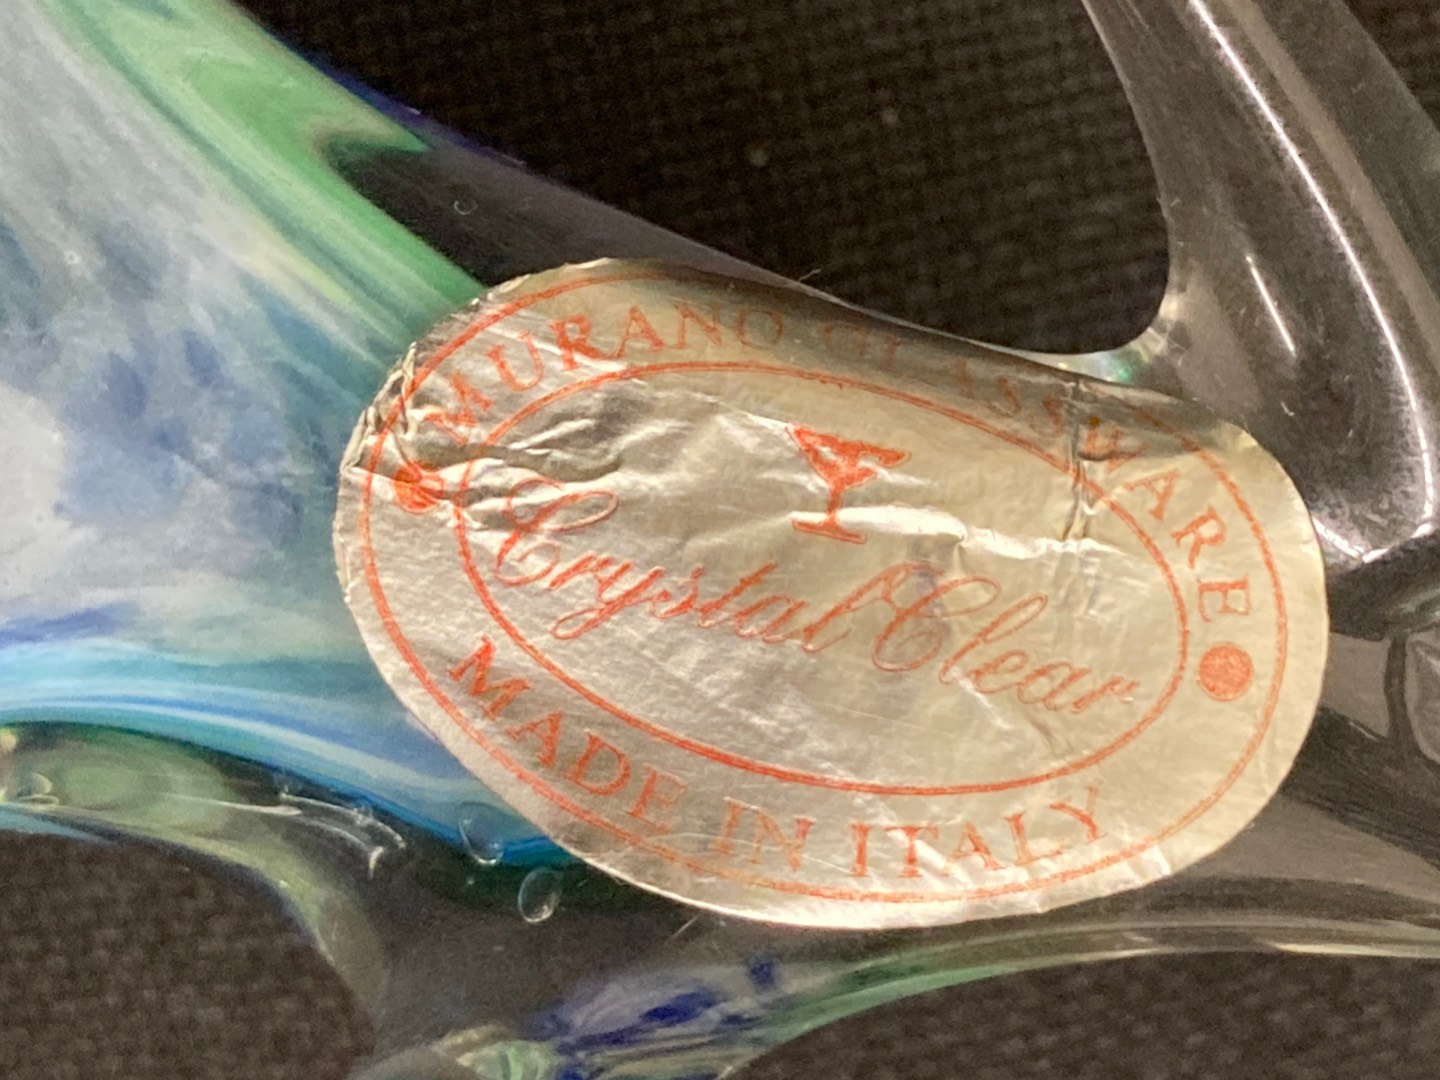 MURANO GLASSWARE
Crystal Clear
MADE IN ITALY